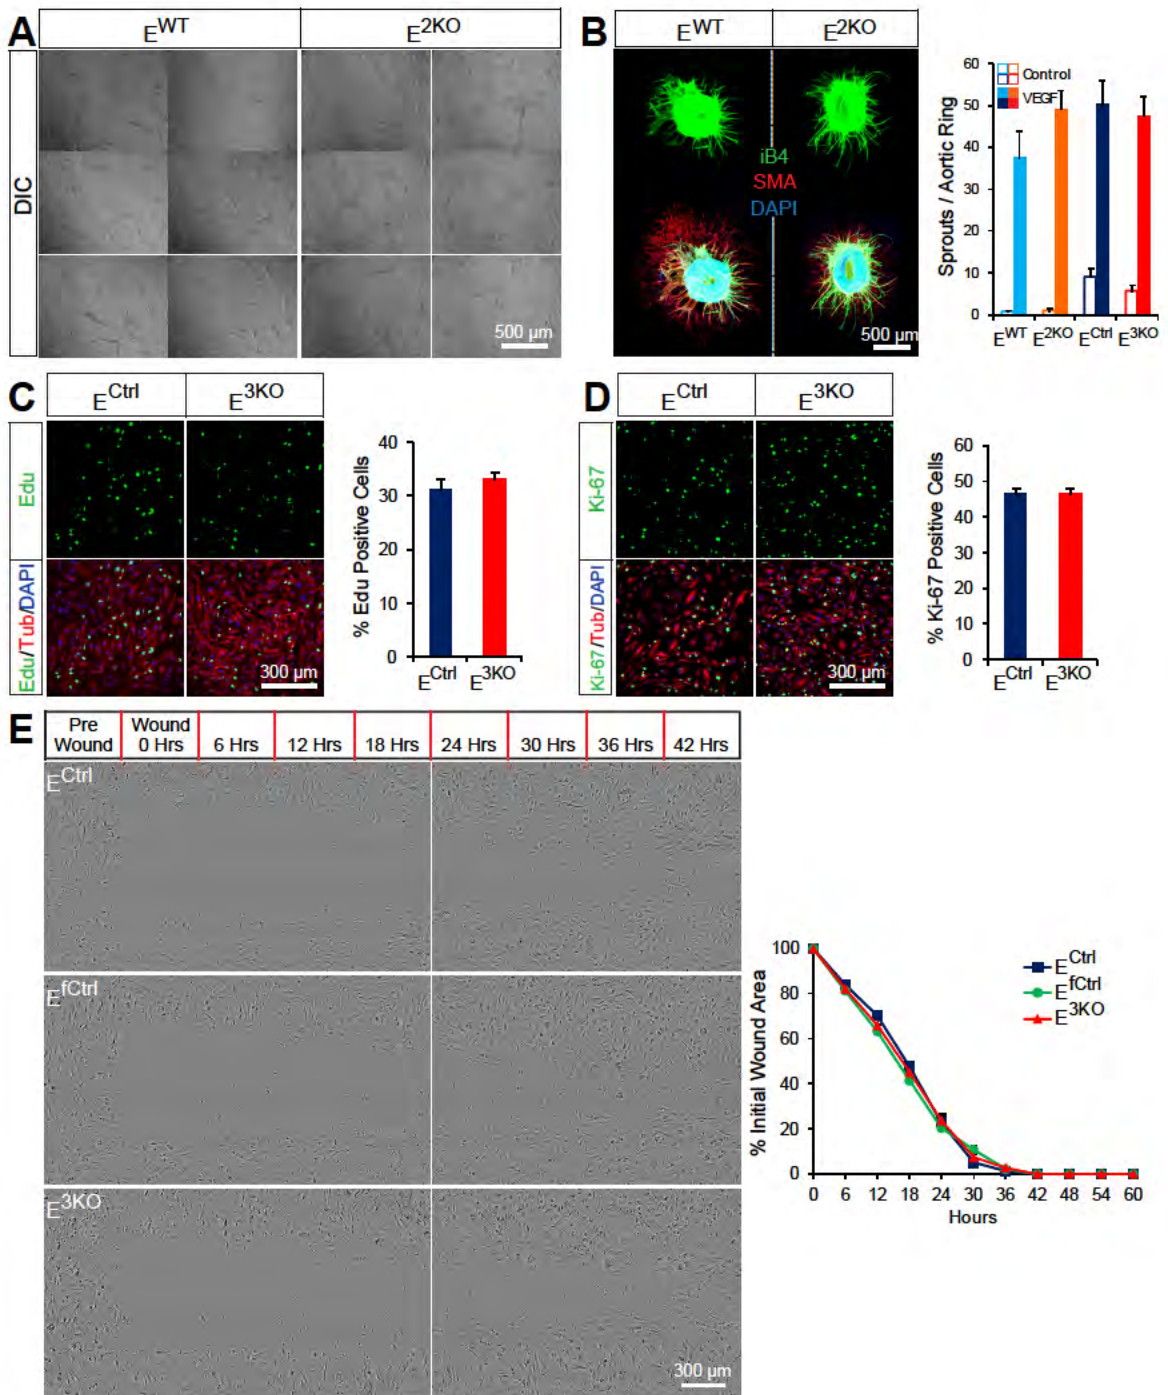 A
E^WT E^2KO
DIC
500 µm
B
E^WT E^2KO
iB4
SMA
DAPI
500 µm
Sprouts / Aortic Ring
60
50
40
30
20
10
0
Control
VEGF
E^WT E^2KO E^Ctrl E^3KO
C
E^Ctrl E^3KO
Edu
Edu/Tub/DAPI
300 µm
% Edu Positive Cells
40
30
20
10
0
E^Ctrl E^3KO
D
E^Ctrl E^3KO
Ki-67
Ki-67/Tub/DAPI
300 µm
% Ki-67 Positive Cells
60
50
40
30
20
10
0
E^Ctrl E^3KO
E
Pre Wound
Wound 0 Hrs 6 Hrs 12 Hrs 18 Hrs 24 Hrs 30 Hrs 36 Hrs 42 Hrs
E^Ctrl
E^fCtrl
E^3KO
300 µm
% Initial Wound Area
100
80
60
40
20
0
0 6 12 18 24 30 36 42 48 54 60
Hours
E^Ctrl
E^fCtrl
E^3KO